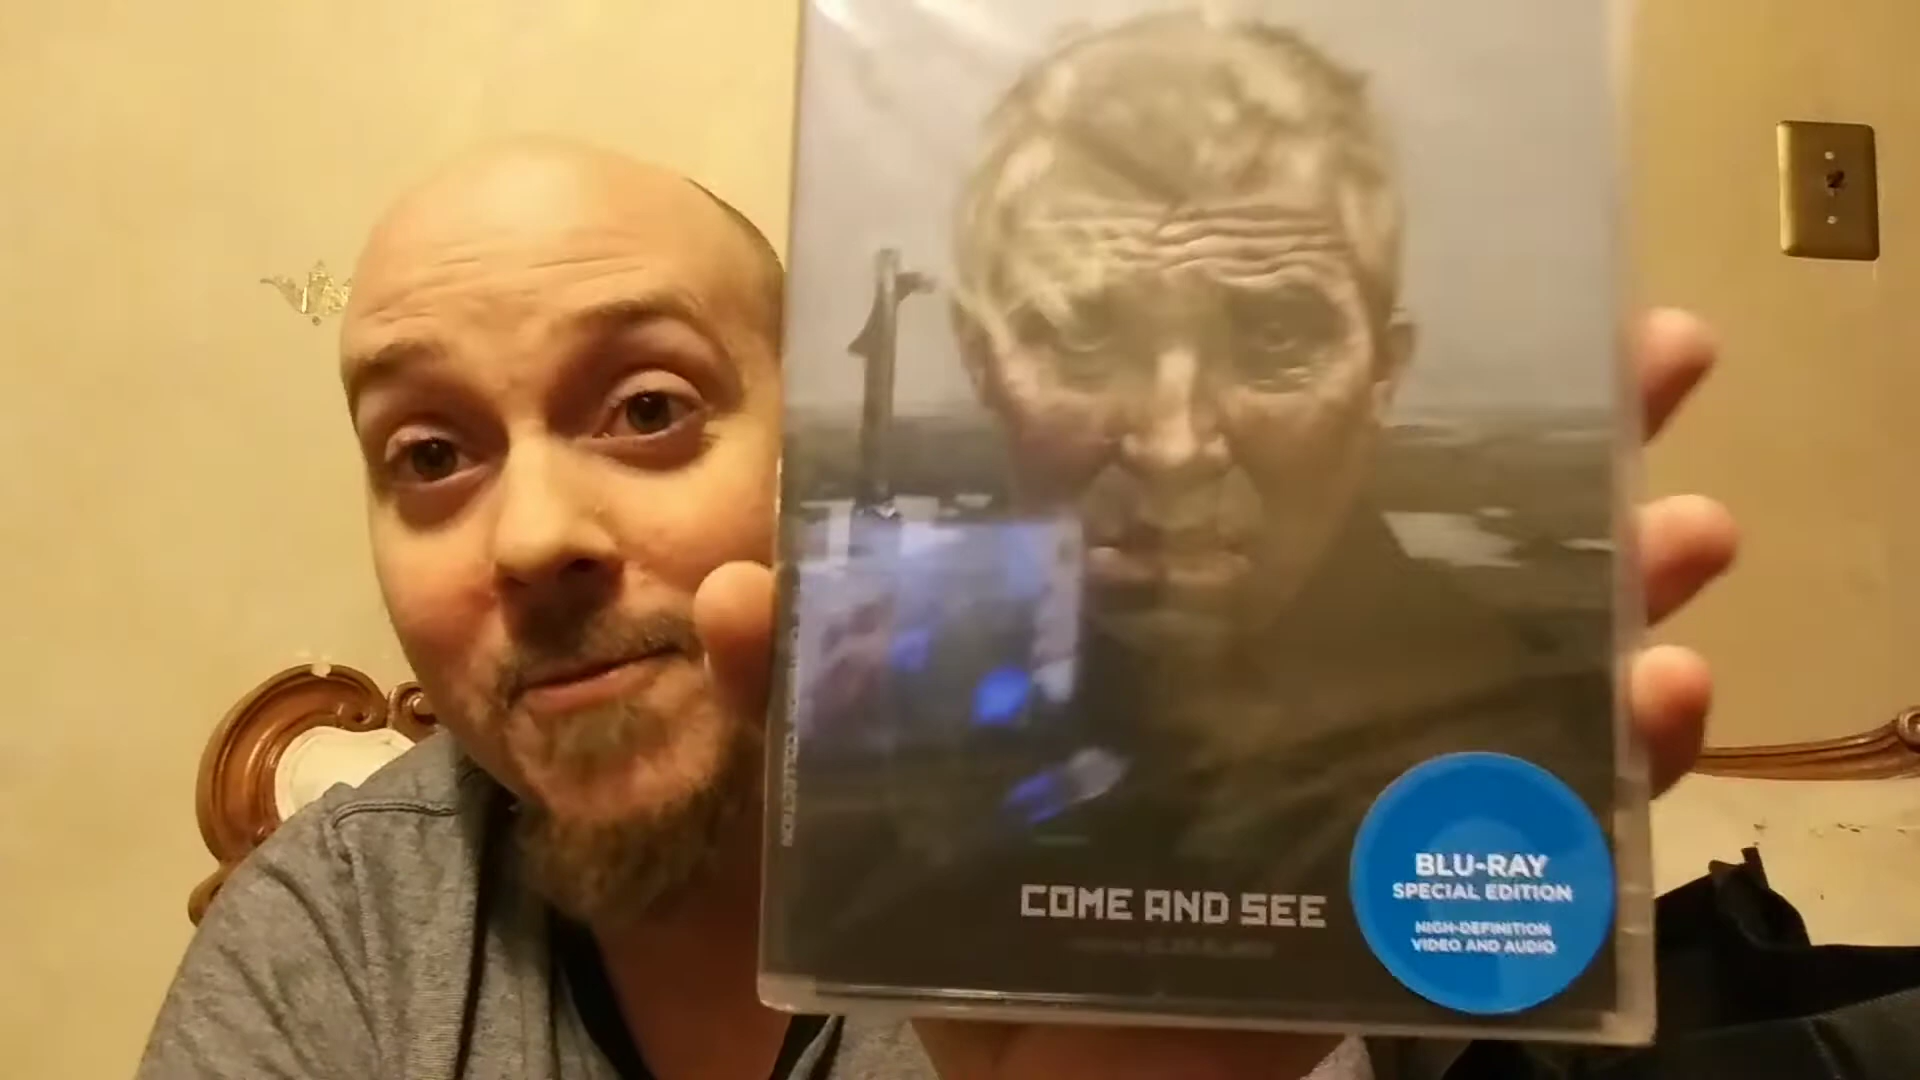 COME AND SEE
BLU-RAY
SPECIAL EDITION
HIGH-DEFINITION
VIDEO AND AUDIO